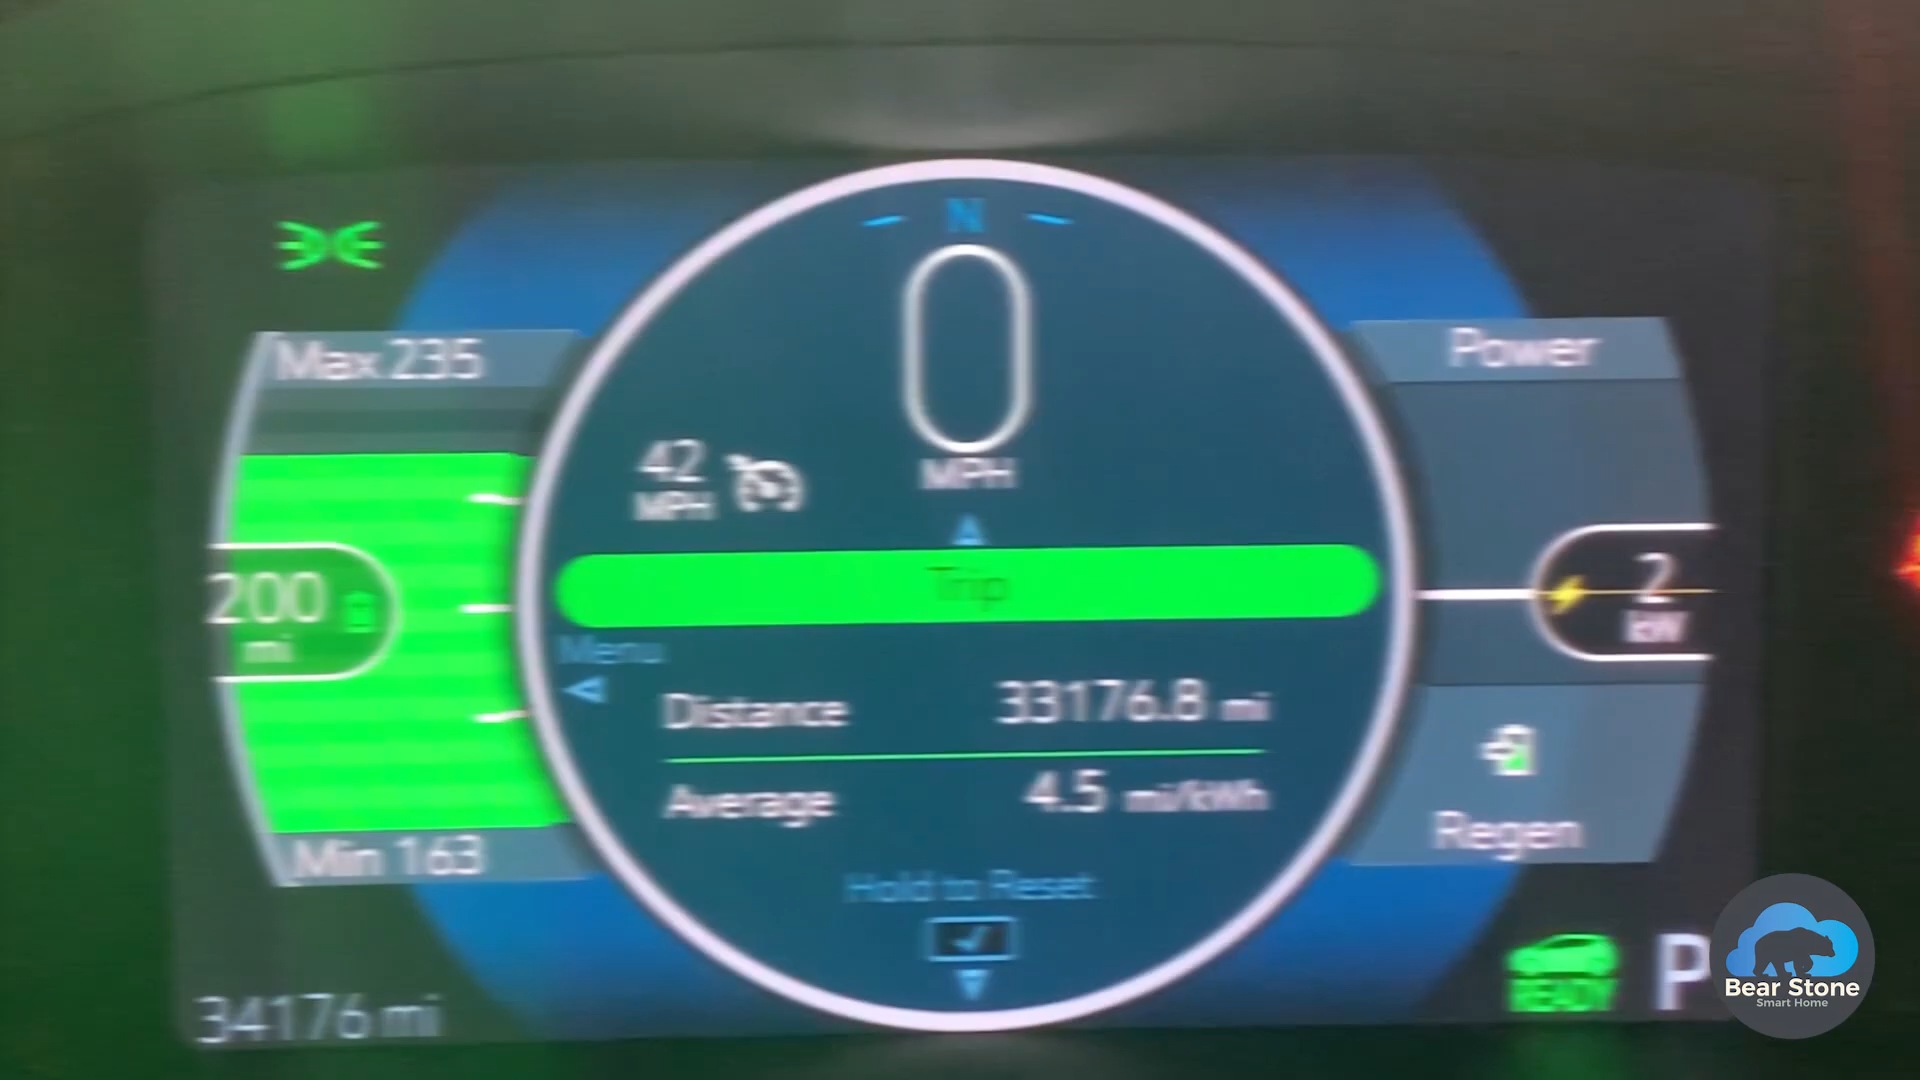 N
0
MPH
Max 235
Power
42
MPH
Trip
200
mi
2
kW
Menu
Distance 33176.8 mi
Average 4.5 mi/kWh
Min 163
Regen
Hold to Reset
READY
P
34176 mi
Bear Stone
Smart Home